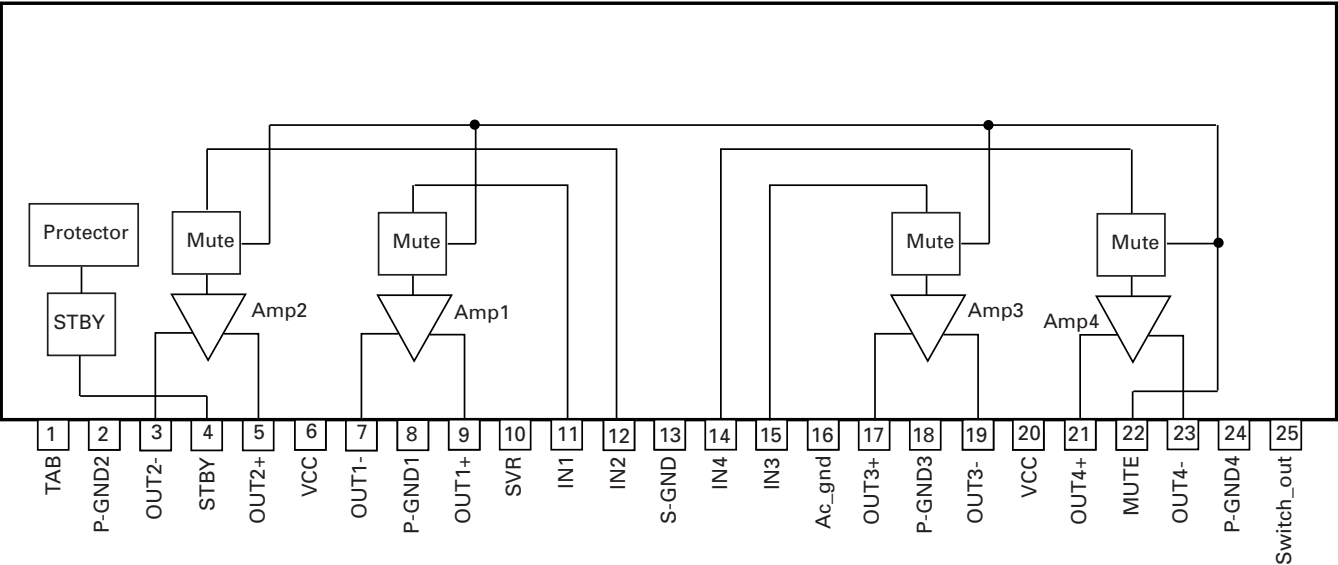 Protector
Mute
Mute
Mute
Mute
STBY
Amp2
Amp1
Amp3
Amp4
1
2
3
4
5
6
7
8
9
10
11
12
13
14
15
16
17
18
19
20
21
22
23
24
25
TAB
P-GND2
OUT2-
STBY
OUT2+
VCC
OUT1-
P-GND1
OUT1+
SVR
IN1
IN2
S-GND
IN4
IN3
Ac_gnd
OUT3+
P-GND3
OUT3-
VCC
OUT4+
MUTE
OUT4-
P-GND4
Switch_out